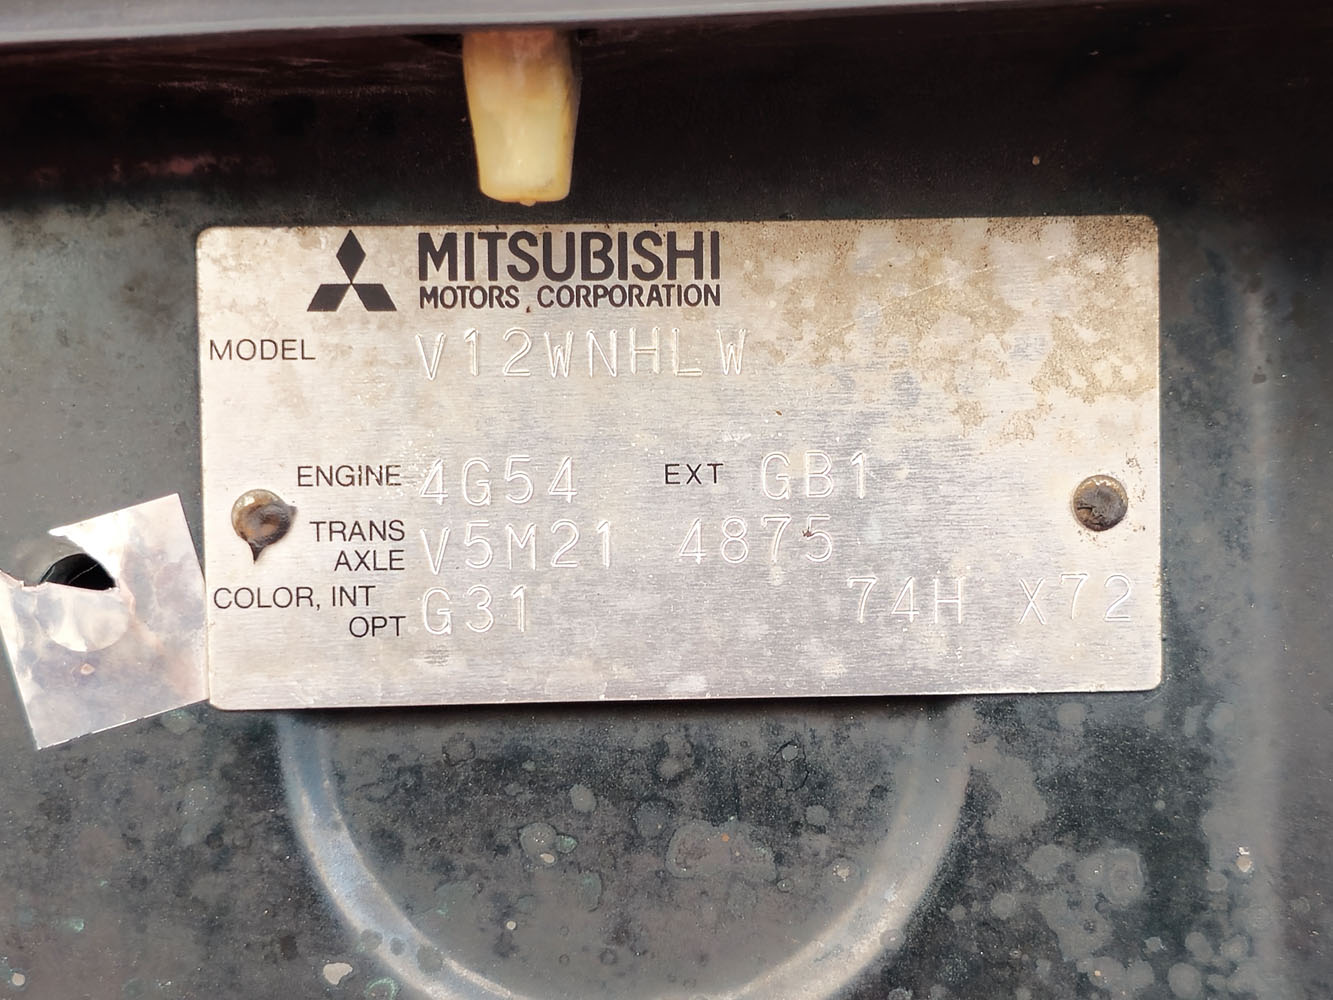 MITSUBISHI
MOTORS CORPORATION
MODEL V12WNHLW
ENGINE 4G54 EXT GB1
TRANS AXLE V5M21 4875
COLOR, INT OPT G31 74H X72